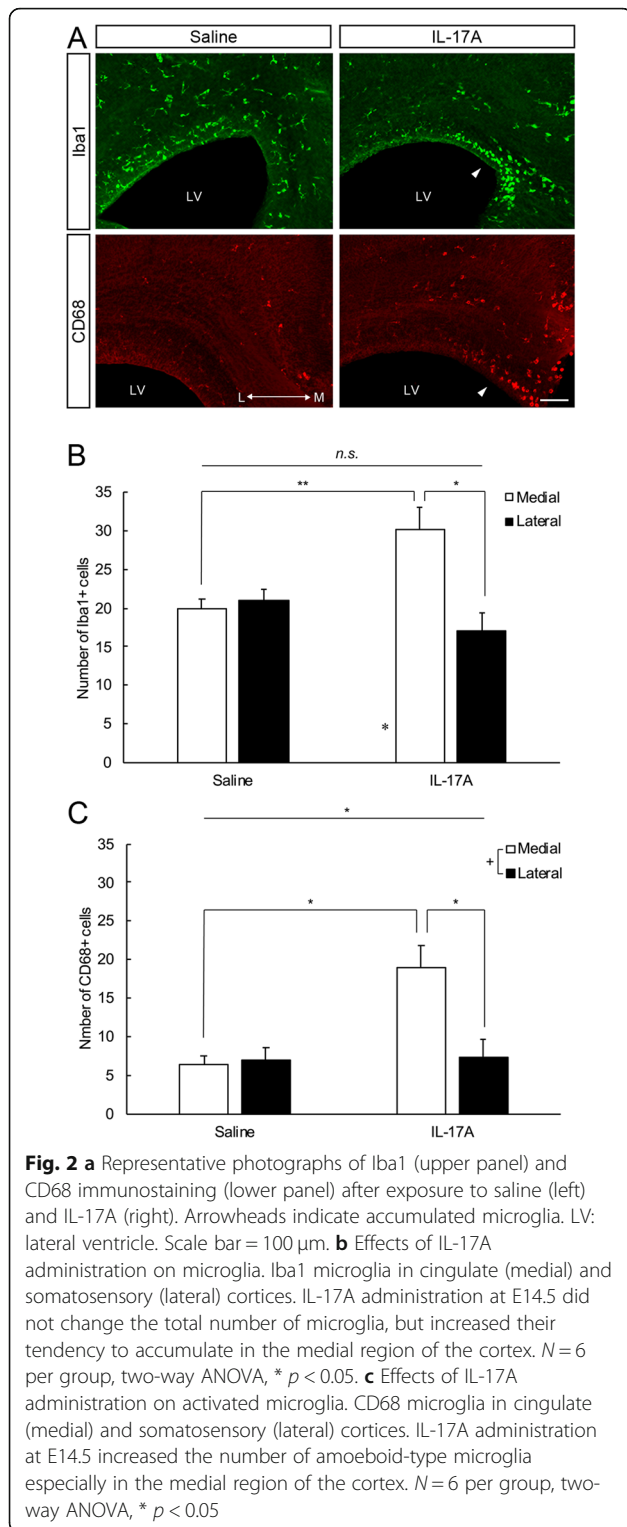 A
Saline IL-17A
Iba1
LV LV
CD68
LV L M LV
B
n.s.
** *
Medial
Lateral
Number of Iba1+ cells
35
30
25
20
15
10
5
0
*
Saline IL-17A
C
*
Medial
+
Lateral
* *
Nmber of CD68+ cells
35
30
25
20
15
10
5
0
Saline IL-17A
Fig. 2 a Representative photographs of Iba1 (upper panel) and
CD68 immunostaining (lower panel) after exposure to saline (left)
and IL-17A (right). Arrowheads indicate accumulated microglia. LV:
lateral ventricle. Scale bar = 100 μm. b Effects of IL-17A
administration on microglia. Iba1 microglia in cingulate (medial) and
somatosensory (lateral) cortices. IL-17A administration at E14.5 did
not change the total number of microglia, but increased their
tendency to accumulate in the medial region of the cortex. N = 6
per group, two-way ANOVA, * p < 0.05. c Effects of IL-17A
administration on activated microglia. CD68 microglia in cingulate
(medial) and somatosensory (lateral) cortices. IL-17A administration
at E14.5 increased the number of amoeboid-type microglia
especially in the medial region of the cortex. N = 6 per group, two-
way ANOVA, * p < 0.05